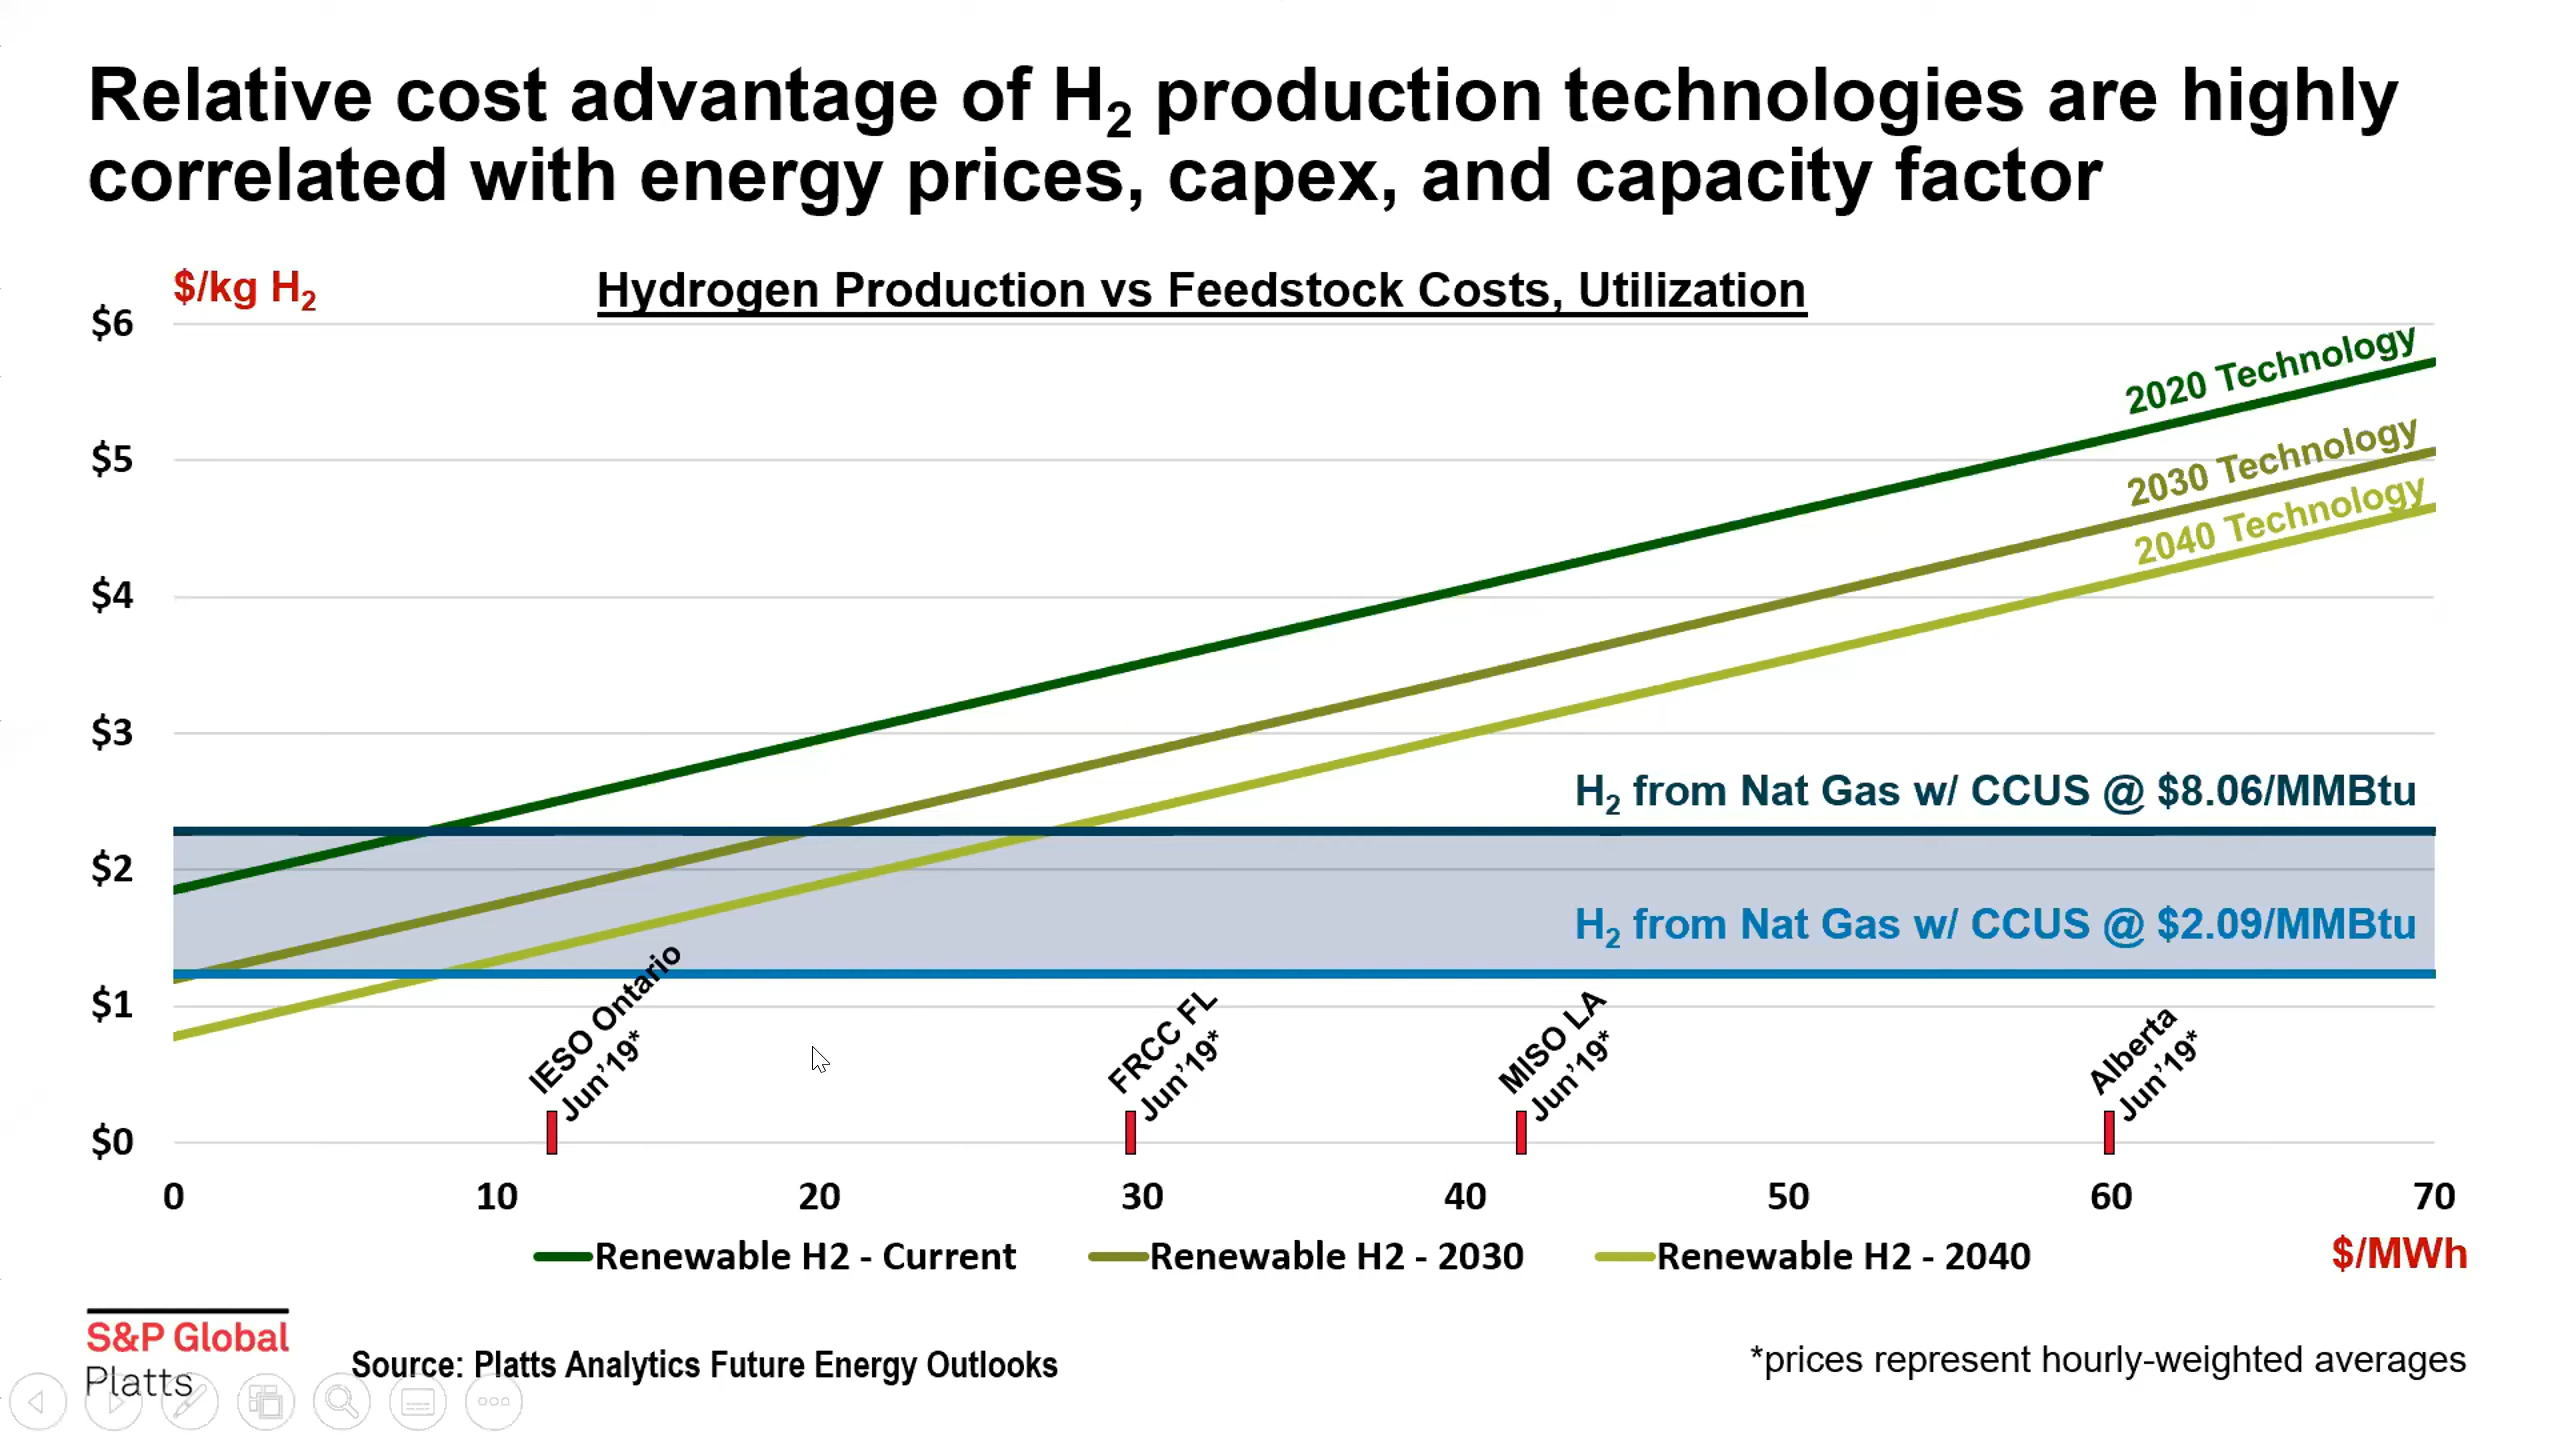 Relative cost advantage of H₂ production technologies are highly
correlated with energy prices, capex, and capacity factor
$/kg H₂
Hydrogen Production vs Feedstock Costs, Utilization
$6
$5
$4
$3
$2
$1
$0
2020 Technology
2030 Technology
2040 Technology
H₂ from Nat Gas w/ CCUS @ $8.06/MMBtu
H₂ from Nat Gas w/ CCUS @ $2.09/MMBtu
IESO Ontario
Jun'19*
FRCC FL
Jun'19*
MISO LA
Jun'19*
Alberta
Jun'19*
0 10 20 30 40 50 60 70
Renewable H2 - Current Renewable H2 - 2030 Renewable H2 - 2040
$/MWh
S&P Global
Platts
Source: Platts Analytics Future Energy Outlooks
*prices represent hourly-weighted averages